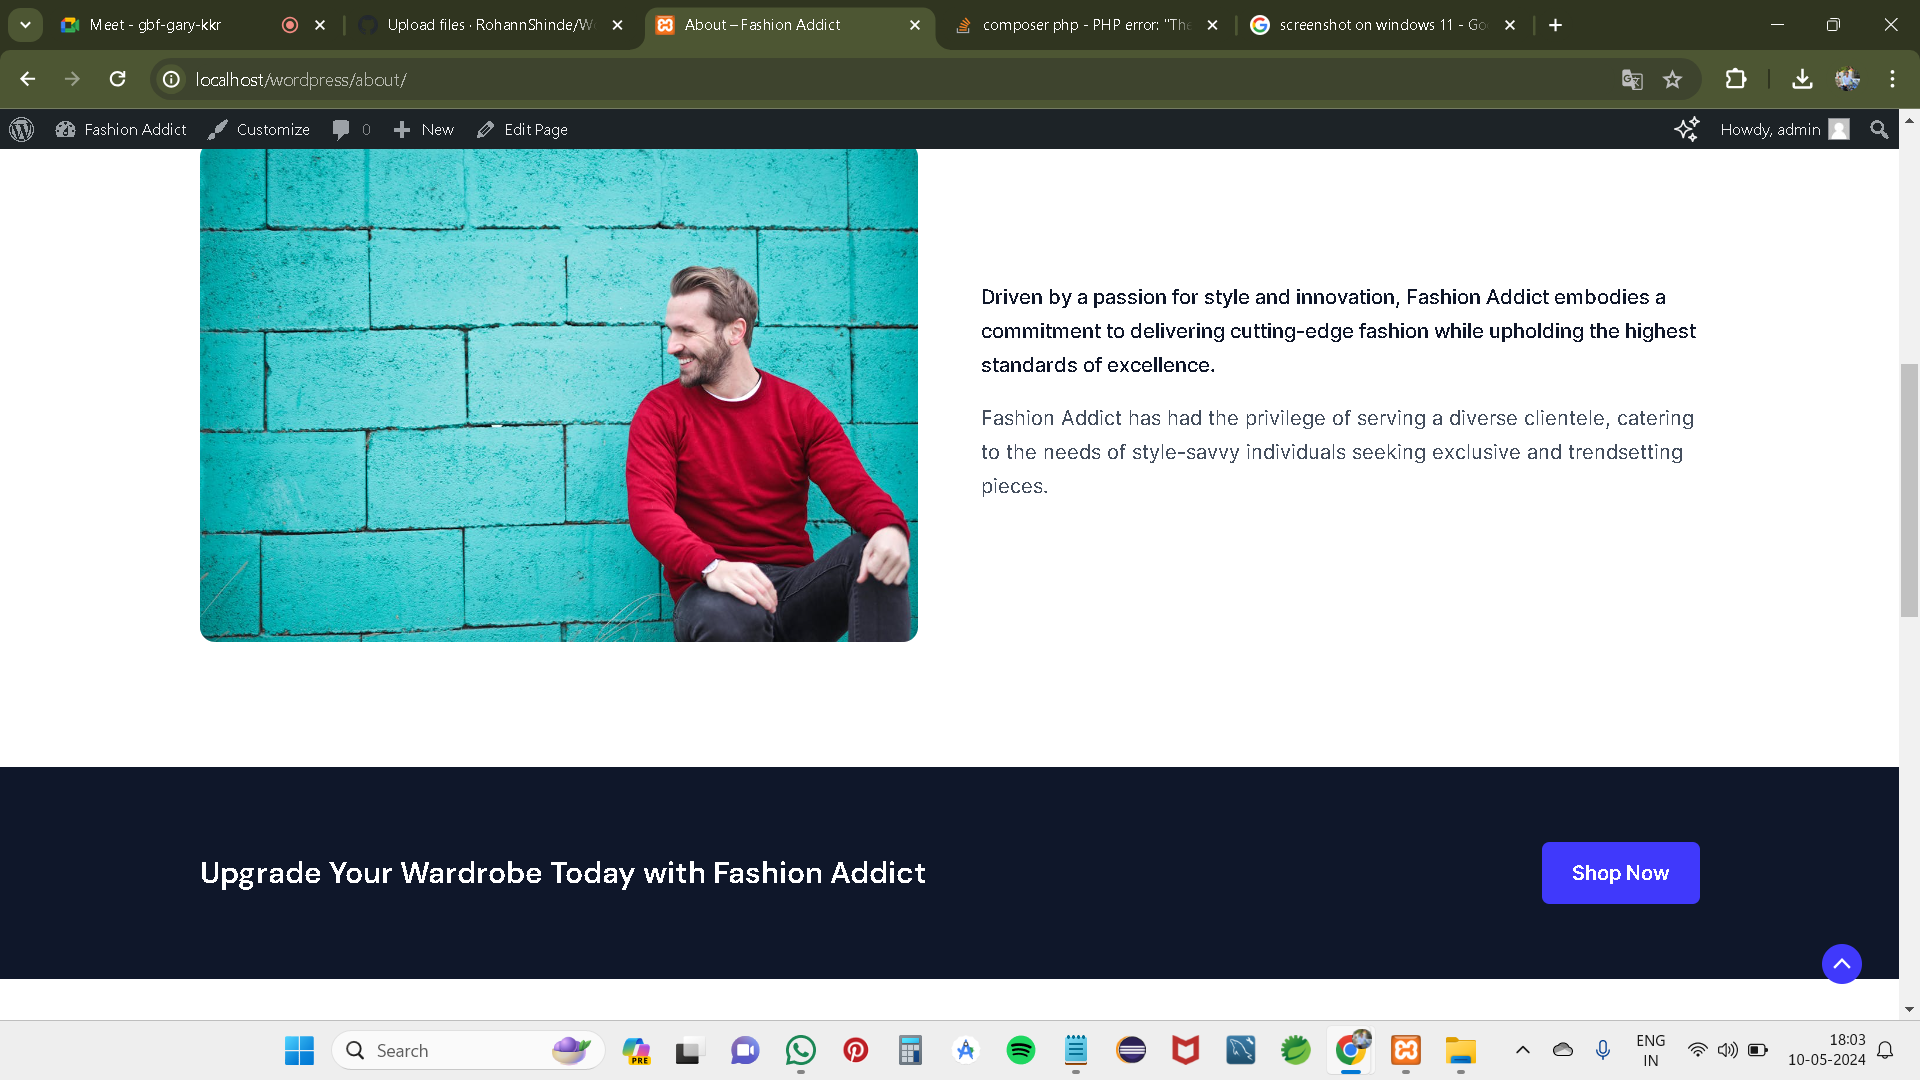 Meet - gbf-gary-kkr
Upload files · RohannShinde/W
About – Fashion Addict
composer php - PHP error: "The
screenshot on windows 11 - Go
localhost/wordpress/about/
Fashion Addict
Customize
0
New
Edit Page
Howdy, admin
Driven by a passion for style and innovation, Fashion Addict embodies a
commitment to delivering cutting-edge fashion while upholding the highest
standards of excellence.
Fashion Addict has had the privilege of serving a diverse clientele, catering
to the needs of style-savvy individuals seeking exclusive and trendsetting
pieces.
Upgrade Your Wardrobe Today with Fashion Addict
Shop Now
Search
PRE
ENG
IN
18:03
10-05-2024